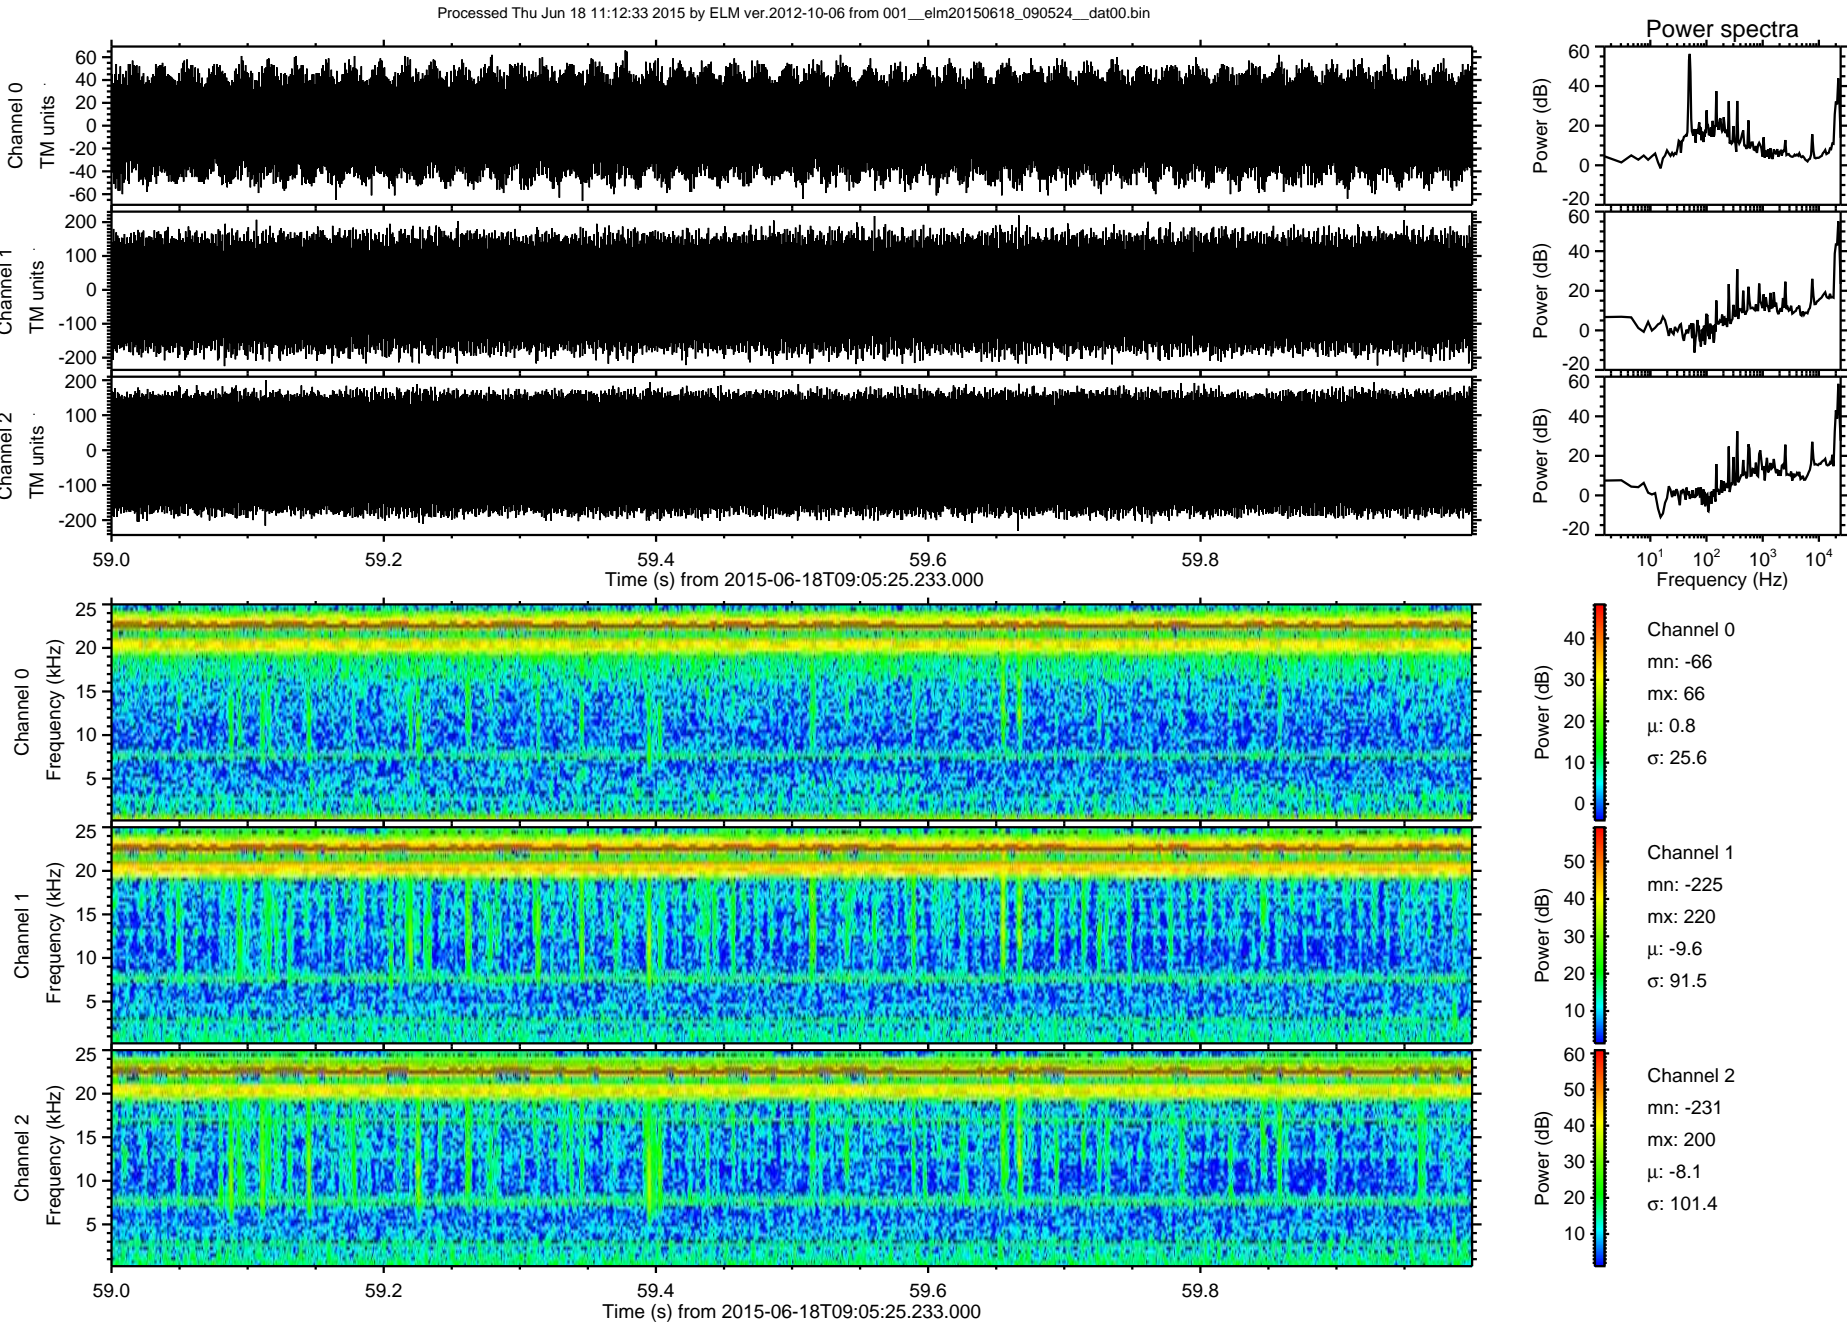 Processed Thu Jun 18 11:12:33 2015 by ELM ver.2012-10-06 from 001__elm20150618_090524__dat00.bin
Power spectra
Channel 0
TM units
60
40
20
0
-20
-40
-60
Power (dB)
60
40
20
0
-20
Channel 1
TM units
200
100
0
-100
-200
Power (dB)
60
40
20
0
-20
Channel 2
TM units
200
100
0
-100
-200
Power (dB)
60
40
20
0
-20
59.0 59.2 59.4 59.6 59.8
Time (s) from 2015-06-18T09:05:25.233.000
10¹ 10² 10³ 10⁴
Frequency (Hz)
Channel 0
Frequency (kHz)
25
20
15
10
5
Power (dB)
40
30
20
10
0
Channel 0
mn: -66
mx: 66
μ: 0.8
σ: 25.6
Channel 1
Frequency (kHz)
25
20
15
10
5
Power (dB)
50
40
30
20
10
Channel 1
mn: -225
mx: 220
μ: -9.6
σ: 91.5
Channel 2
Frequency (kHz)
25
20
15
10
5
Power (dB)
60
50
40
30
20
10
Channel 2
mn: -231
mx: 200
μ: -8.1
σ: 101.4
59.0 59.2 59.4 59.6 59.8
Time (s) from 2015-06-18T09:05:25.233.000